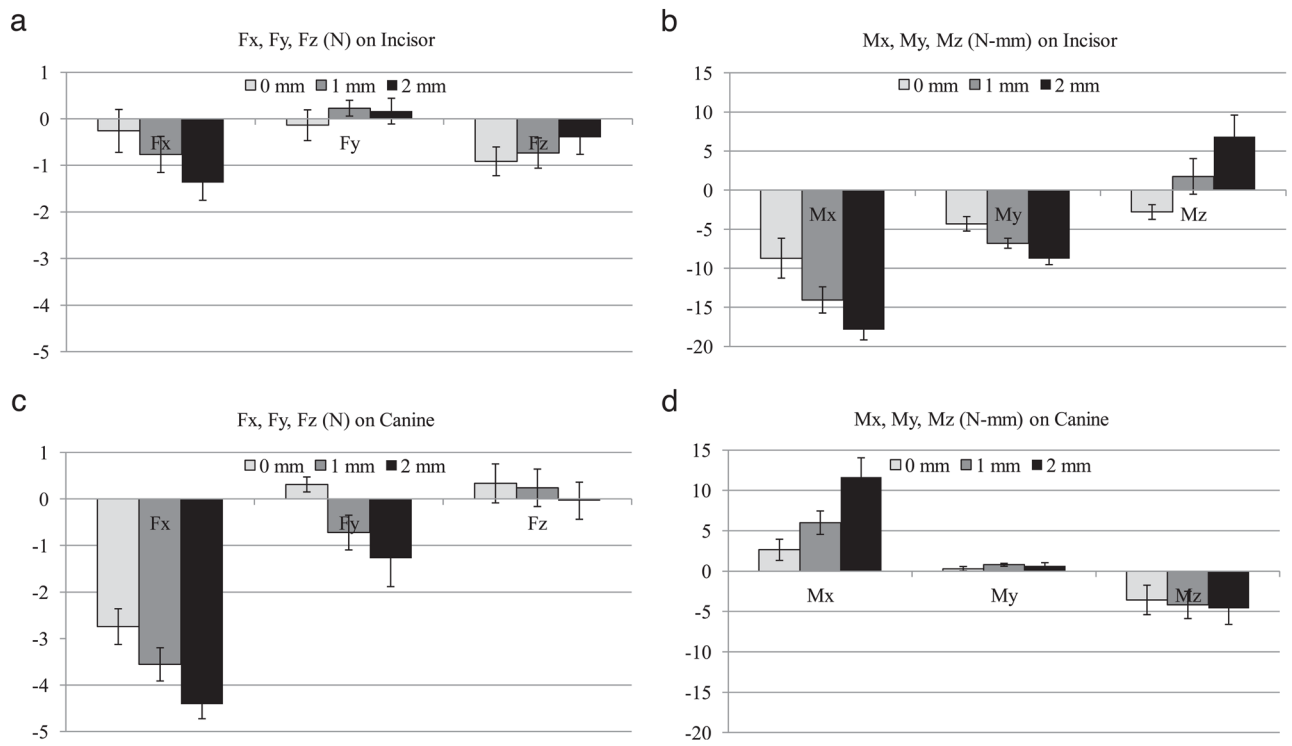 a
Fx, Fy, Fz (N) on Incisor
1
0 mm 1 mm 2 mm
0
Fx
Fy
Fz
-1
-2
-3
-4
-5
b
Mx, My, Mz (N-mm) on Incisor
15
0 mm 1 mm 2 mm
10
5
0
Mx
My
Mz
-5
-10
-15
-20
c
Fx, Fy, Fz (N) on Canine
1
0 mm 1 mm 2 mm
0
Fx
Fy
Fz
-1
-2
-3
-4
-5
d
Mx, My, Mz (N-mm) on Canine
15
0 mm 1 mm 2 mm
10
5
0
Mx
My
Mz
-5
-10
-15
-20